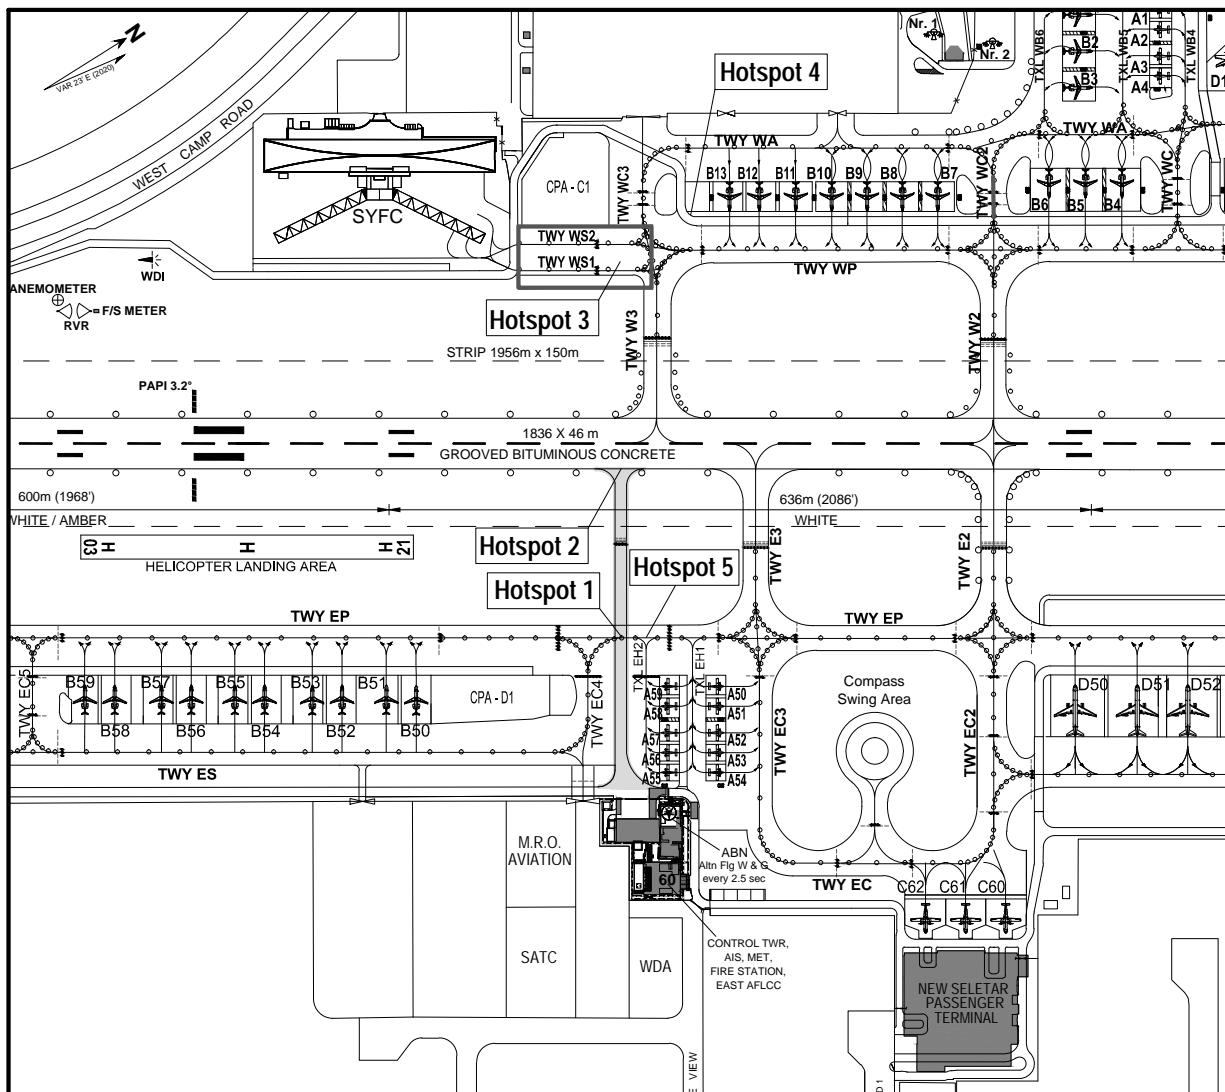 N
VAR 23' E (2020)
WEST CAMP ROAD
SYFC
CPA - C1
Nr. 1
Nr. 2
Hotspot 4
TXL WB6
TXL WB5
TXL WB4
B2
B3
A1
A2
A3
A4
D1
TWY WA
TWY WA
TWY WC3
TWY WC2
TWY WC
B13
B12
B11
B10
B9
B8
B7
B6
B5
B4
TWY WS2
TWY WS1
TWY WP
WDI
ANEMOMETER
F/S METER
RVR
Hotspot 3
TWY W3
TWY W2
STRIP 1956m x 150m
PAPI 3.2°
1836 X 46 m
GROOVED BITUMINOUS CONCRETE
600m (1968')
636m (2086')
WHITE / AMBER
WHITE
03 H H H 21
HELICOPTER LANDING AREA
Hotspot 2
Hotspot 1
Hotspot 5
TWY E3
TWY E2
TWY EP
TWY EP
TWY EC5
B59
B57
B55
B53
B51
B58
B56
B54
B52
B50
CPA - D1
TWY EC4
TXL EH2
TXL EH1
A59
A58
A57
A56
A55
A50
A51
A52
A53
A54
TWY EC3
Compass
Swing Area
TWY EC2
D50
D51
D52
TWY ES
TWY EC
M.R.O.
AVIATION
SATC
WDA
60
ABN
Altn Flg W & G
every 2.5 sec
CONTROL TWR,
AIS, MET,
FIRE STATION,
EAST AFLCC
C62
C61
C60
NEW SELETAR
PASSENGER
TERMINAL
E VIEW
D 1